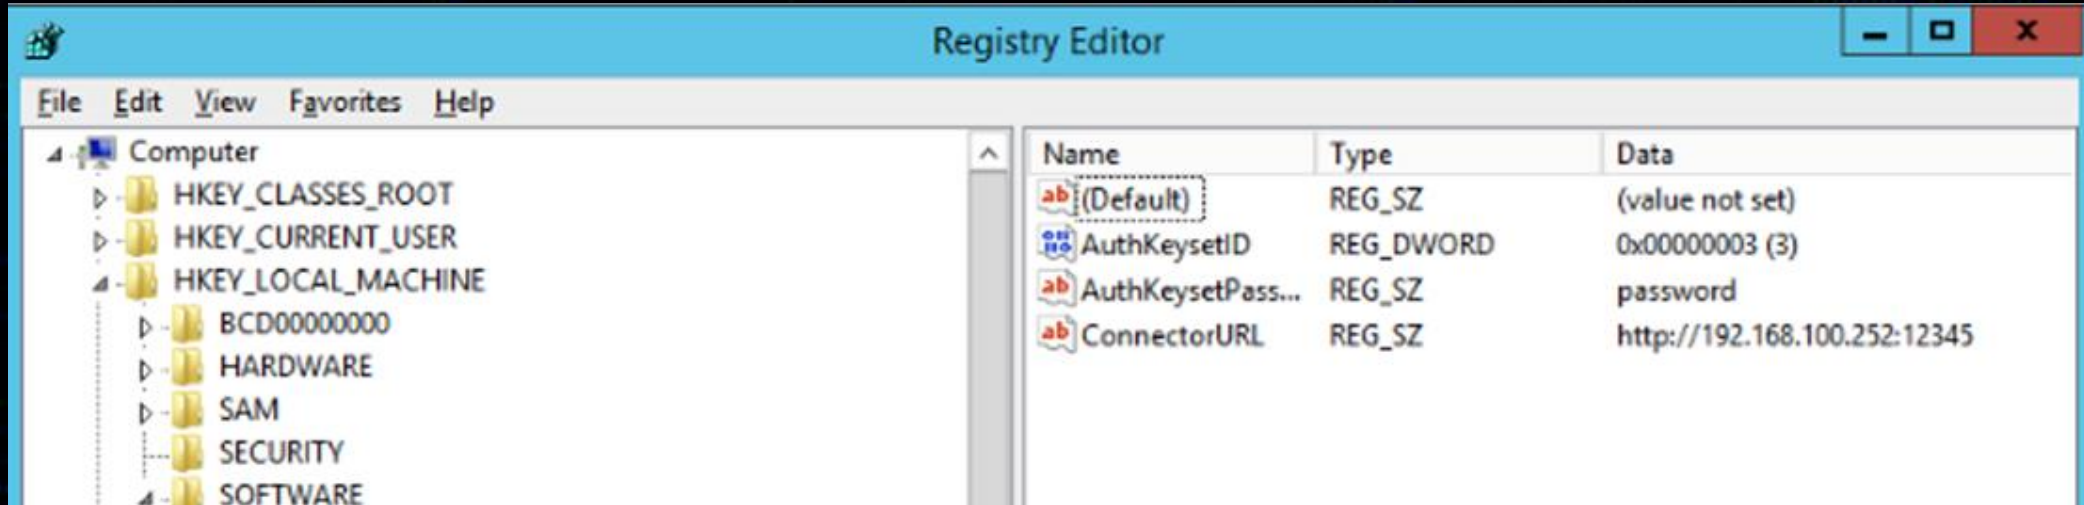 Registry Editor
File Edit View Favorites Help
Computer
HKEY_CLASSES_ROOT
HKEY_CURRENT_USER
HKEY_LOCAL_MACHINE
BCD00000000
HARDWARE
SAM
SECURITY
SOFTWARE
Name Type Data
(Default) REG_SZ (value not set)
AuthKeysetID REG_DWORD 0x00000003 (3)
AuthKeysetPass... REG_SZ password
ConnectorURL REG_SZ http://192.168.100.252:12345